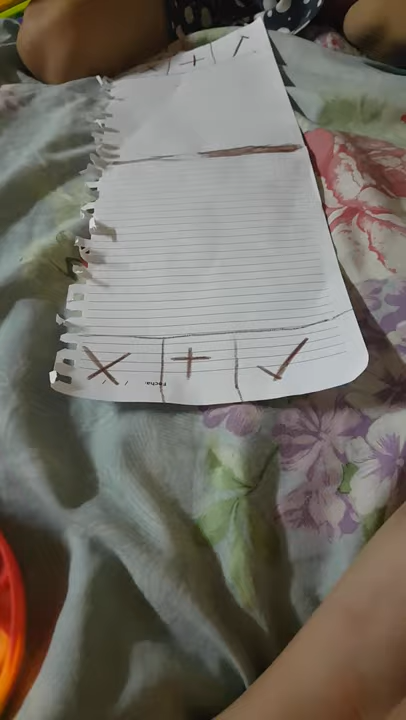 + ✓
X + ✓
Fecha: / /